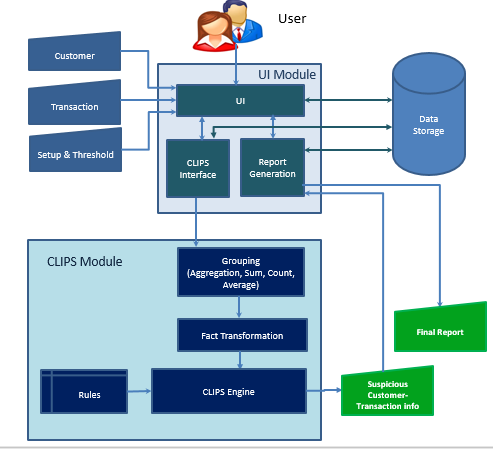 User
Customer
UI Module
Transaction
UI
Data
Storage
Setup & Threshold
CLIPS
Interface
Report
Generation
CLIPS Module
Grouping
(Aggregation, Sum, Count,
Average)
Fact Transformation
Final Report
Rules
CLIPS Engine
Suspicious
Customer-
Transaction info